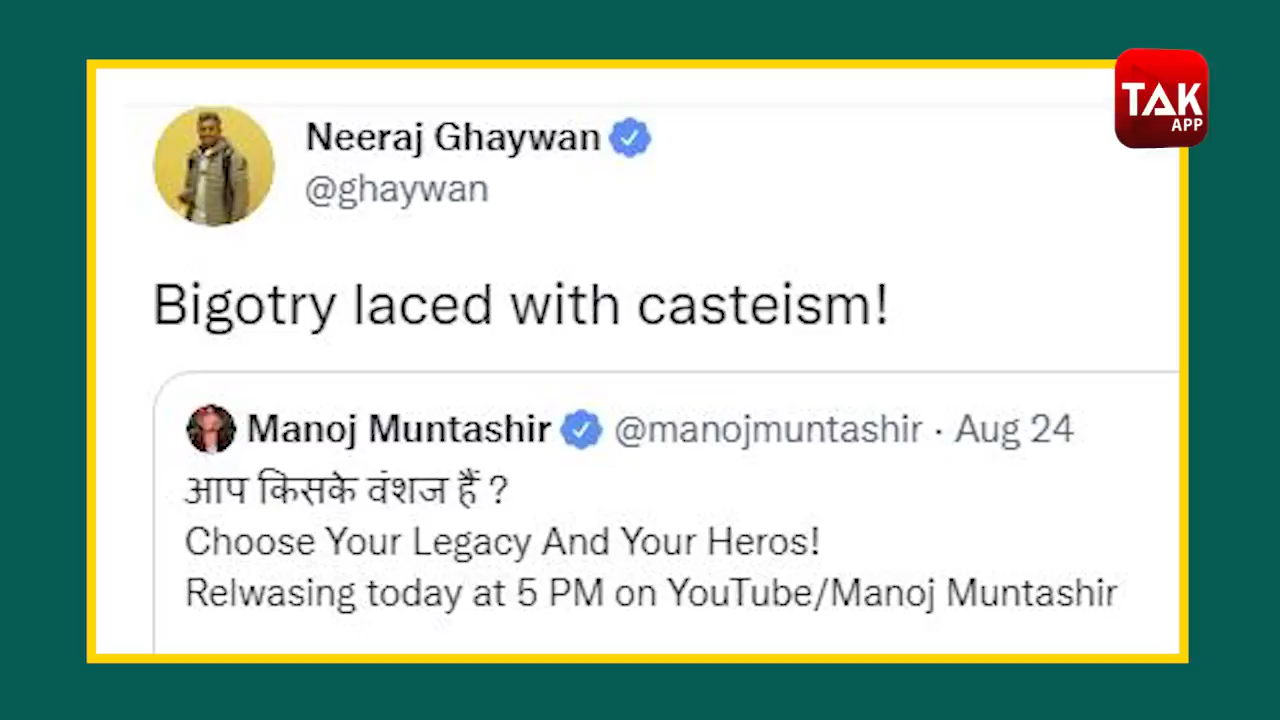 TAK
APP
Neeraj Ghaywan
@ghaywan
Bigotry laced with casteism!
Manoj Muntashir @manojmuntashir · Aug 24
आप किसके वंशज हैं ?
Choose Your Legacy And Your Heros!
Relwasing today at 5 PM on YouTube/Manoj Muntashir